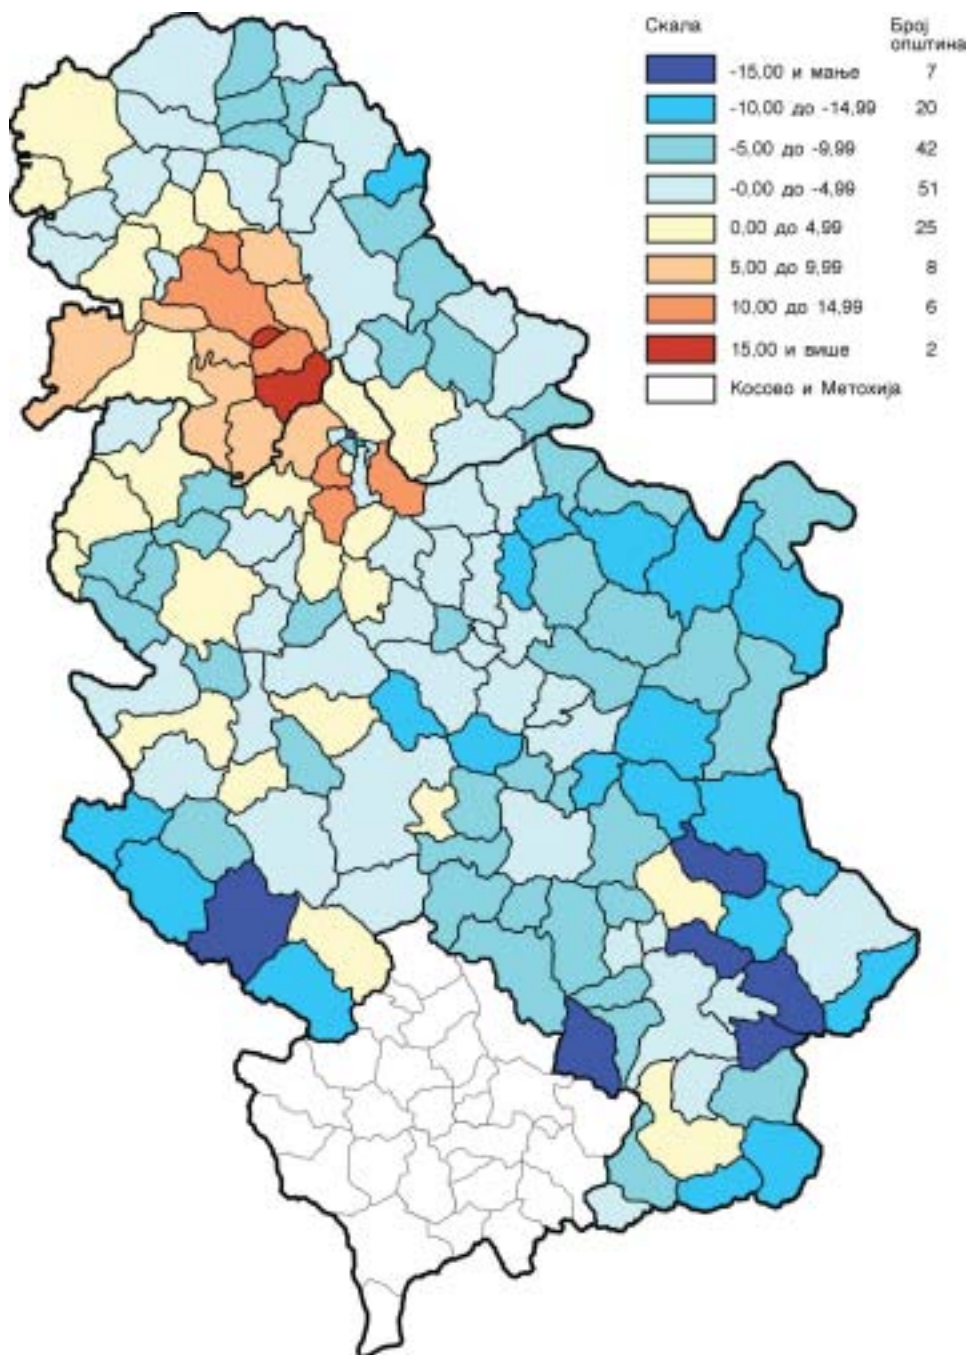 Скала Број општина
-15,00 и мање 7
-10,00 до -14,99 20
-5,00 до -9,99 42
-0,00 до -4,99 51
0,00 до 4,99 25
5,00 до 9,99 8
10,00 до 14,99 6
15,00 и више 2
Косово и Метохија